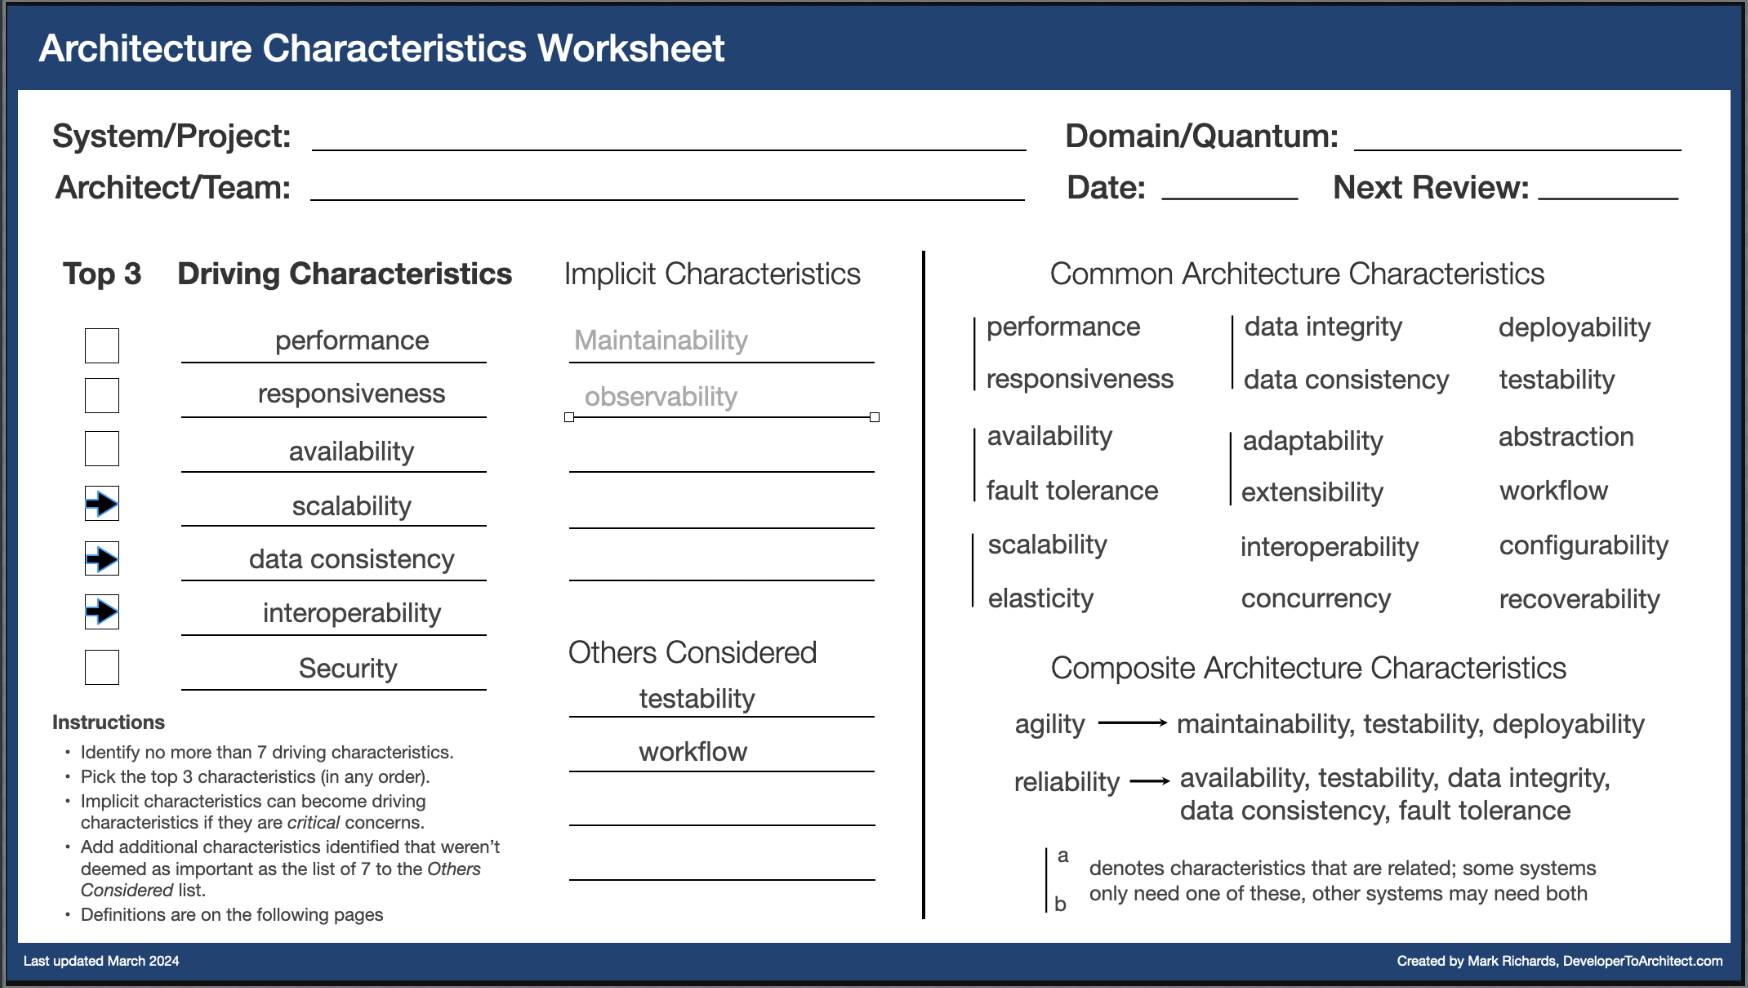 Architecture Characteristics Worksheet
System/Project:
Domain/Quantum:
Architect/Team:
Date:
Next Review:
Top 3
Driving Characteristics
performance
responsiveness
availability
scalability
data consistency
interoperability
Security
Instructions
• Identify no more than 7 driving characteristics.
• Pick the top 3 characteristics (in any order).
• Implicit characteristics can become driving
characteristics if they are critical concerns.
• Add additional characteristics identified that weren’t
deemed as important as the list of 7 to the Others
Considered list.
• Definitions are on the following pages
Implicit Characteristics
Maintainability
observability
Others Considered
testability
workflow
Common Architecture Characteristics
performance
responsiveness
availability
fault tolerance
scalability
elasticity
data integrity
data consistency
adaptability
extensibility
interoperability
concurrency
deployability
testability
abstraction
workflow
configurability
recoverability
Composite Architecture Characteristics
agility → maintainability, testability, deployability
reliability → availability, testability, data integrity,
data consistency, fault tolerance
a
b
denotes characteristics that are related; some systems
only need one of these, other systems may need both
Last updated March 2024
Created by Mark Richards, DeveloperToArchitect.com